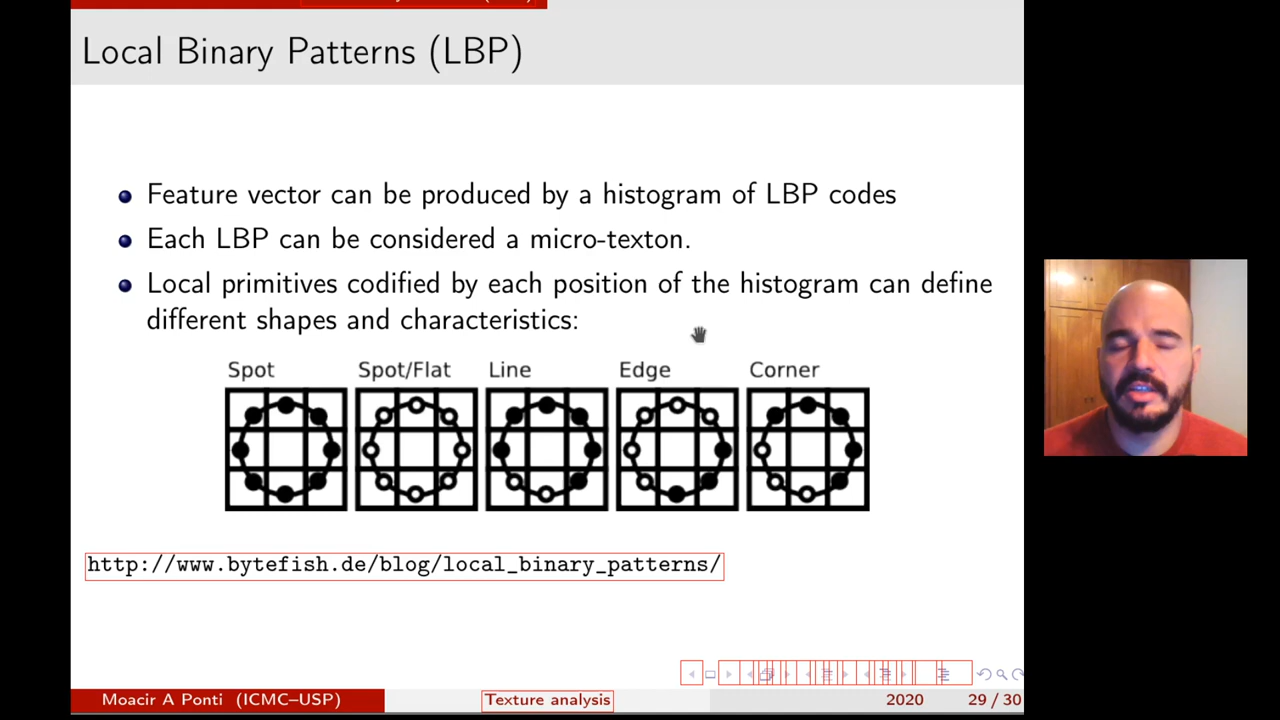 Local Binary Patterns (LBP)
Feature vector can be produced by a histogram of LBP codes
Each LBP can be considered a micro-texton.
Local primitives codified by each position of the histogram can define
different shapes and characteristics:
Spot Spot/Flat Line Edge Corner
http://www.bytefish.de/blog/local_binary_patterns/
Moacir A Ponti (ICMC–USP) Texture analysis 2020 29 / 30